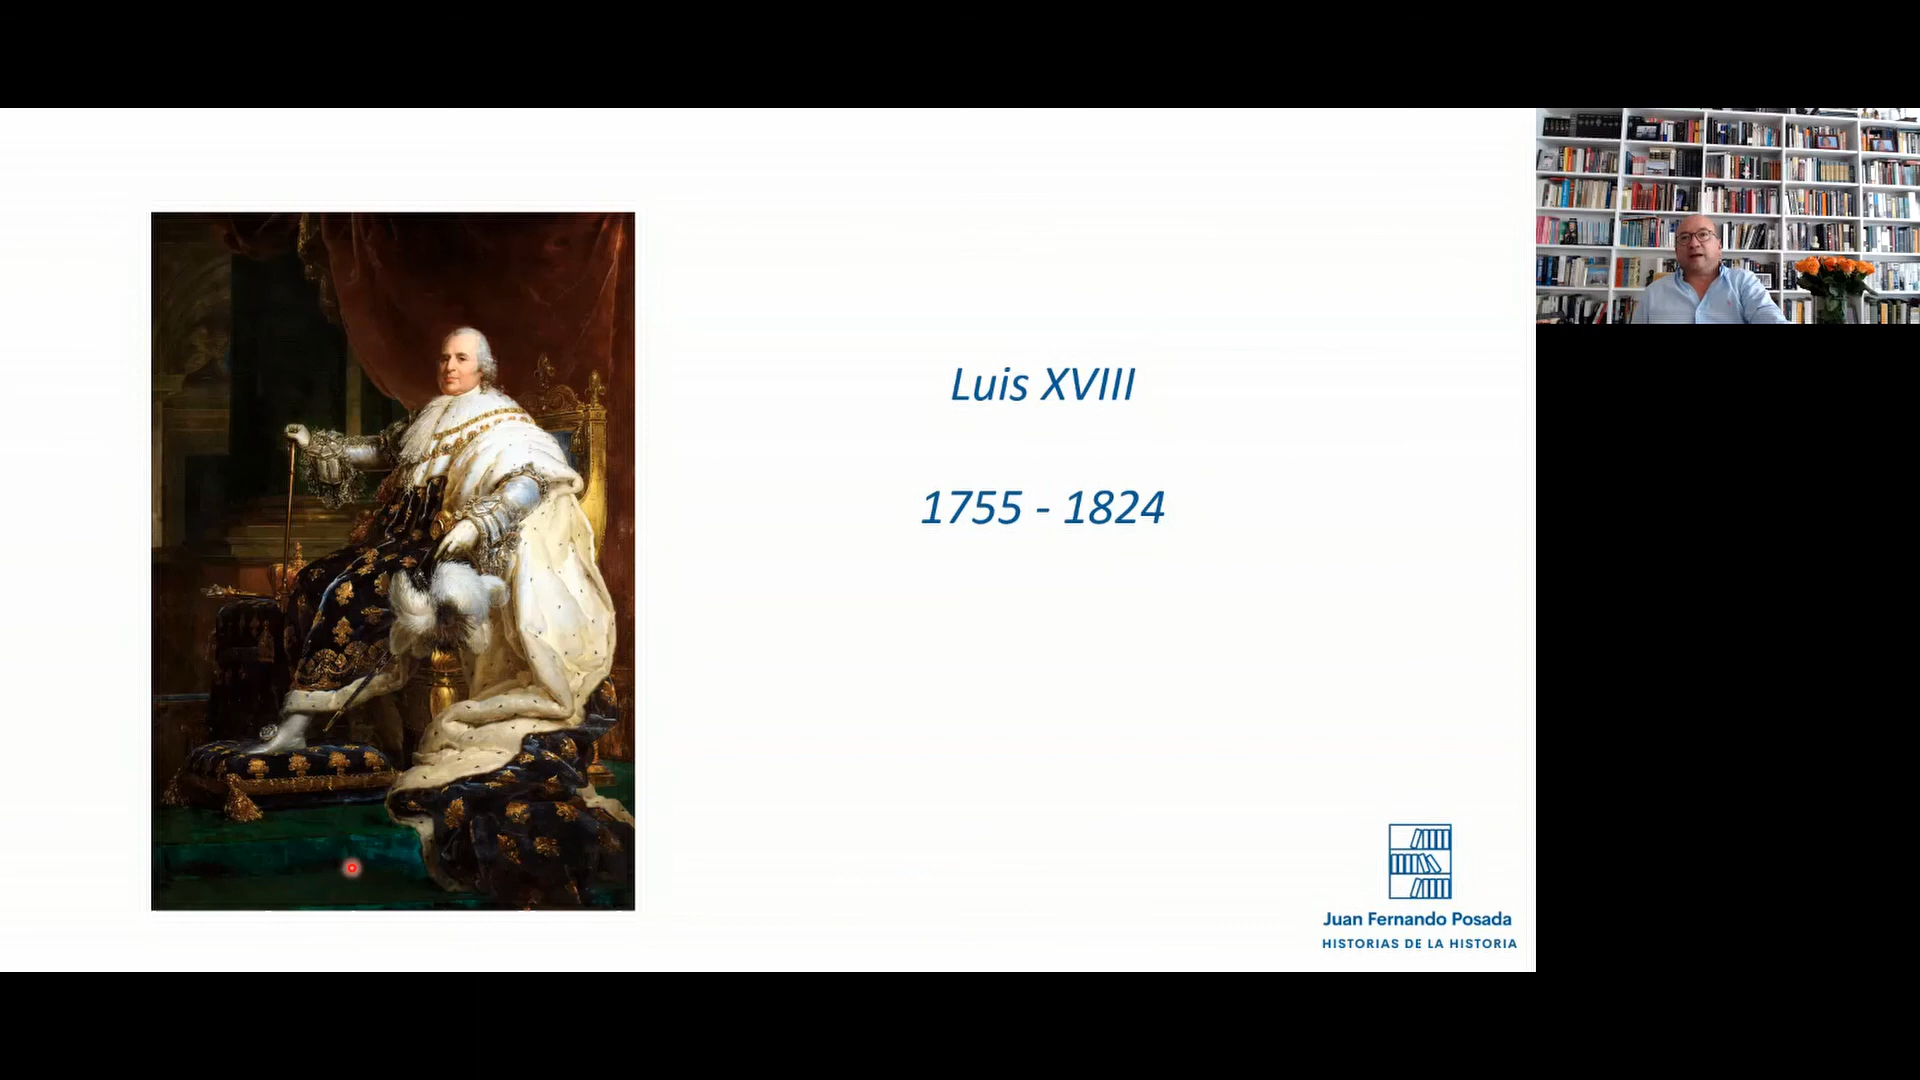 Luis XVIII
1755 - 1824
Juan Fernando Posada
HISTORIAS DE LA HISTORIA